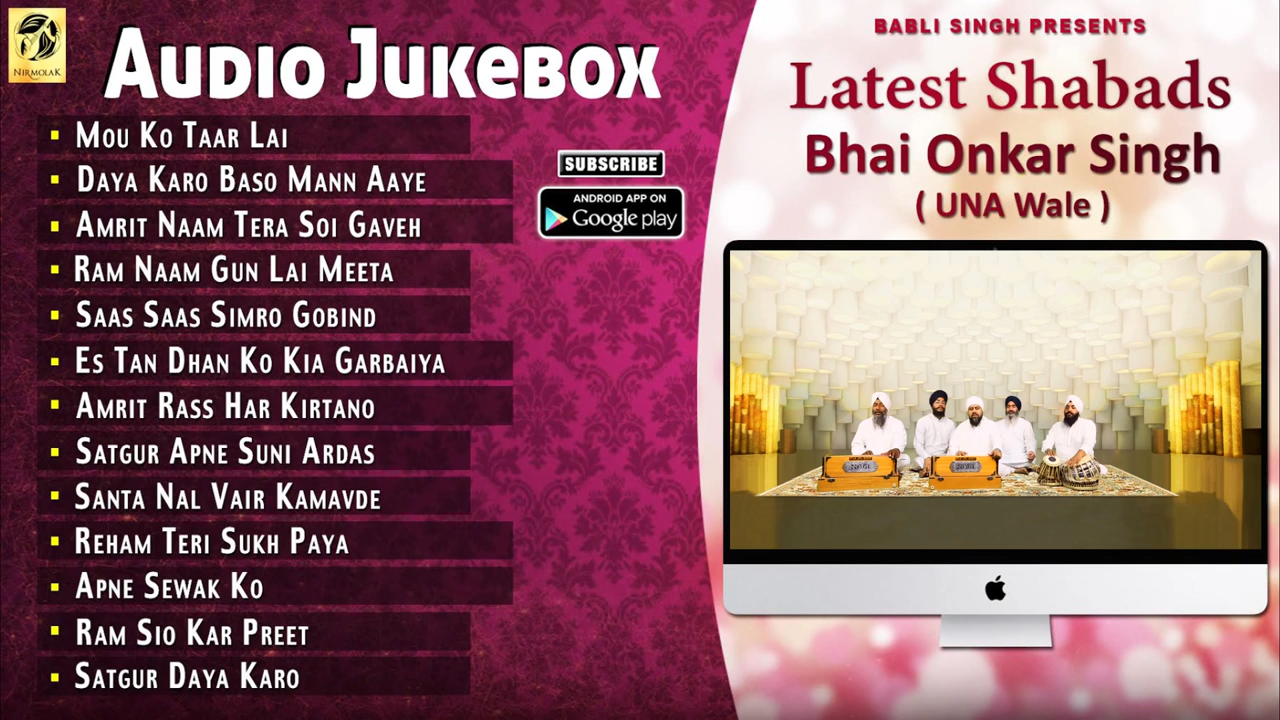 NIRMOLAK
AUDIO JUKEBOX
MOU KO TAAR LAI
DAYA KARO BASO MANN AAYE
AMRIT NAAM TERA SOI GAVEH
RAM NAAM GUN LAI MEETA
SAAS SAAS SIMRO GOBIND
ES TAN DHAN KO KIA GARBAIYA
AMRIT RASS HAR KIRTANO
SATGUR APNE SUNI ARDAS
SANTA NAL VAIR KAMAVDE
REHAM TERI SUKH PAYA
APNE SEWAK KO
RAM SIO KAR PREET
SATGUR DAYA KARO
SUBSCRIBE
ANDROID APP ON
Google play
BABLI SINGH PRESENTS
Latest Shabads
Bhai Onkar Singh
( UNA Wale )